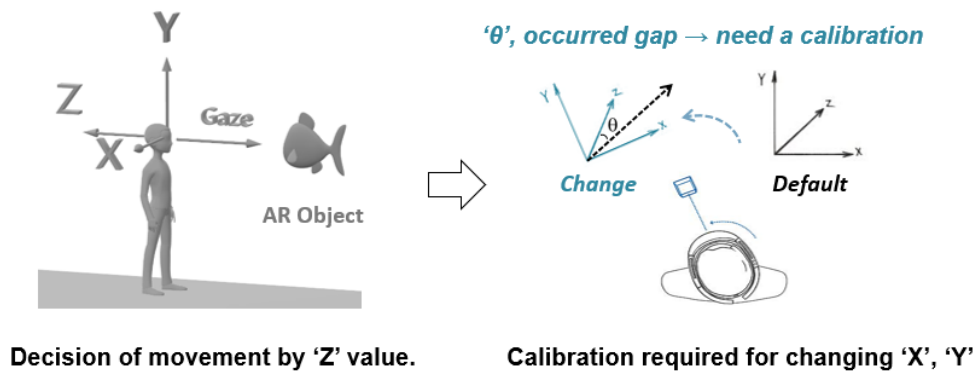 Y
Z
X
Gaze
AR Object
Decision of movement by ‘Z’ value.
‘θ’, occurred gap → need a calibration
Y
Z
θ
X
Change
Y
Z
X
Default
Calibration required for changing ‘X’, ‘Y’